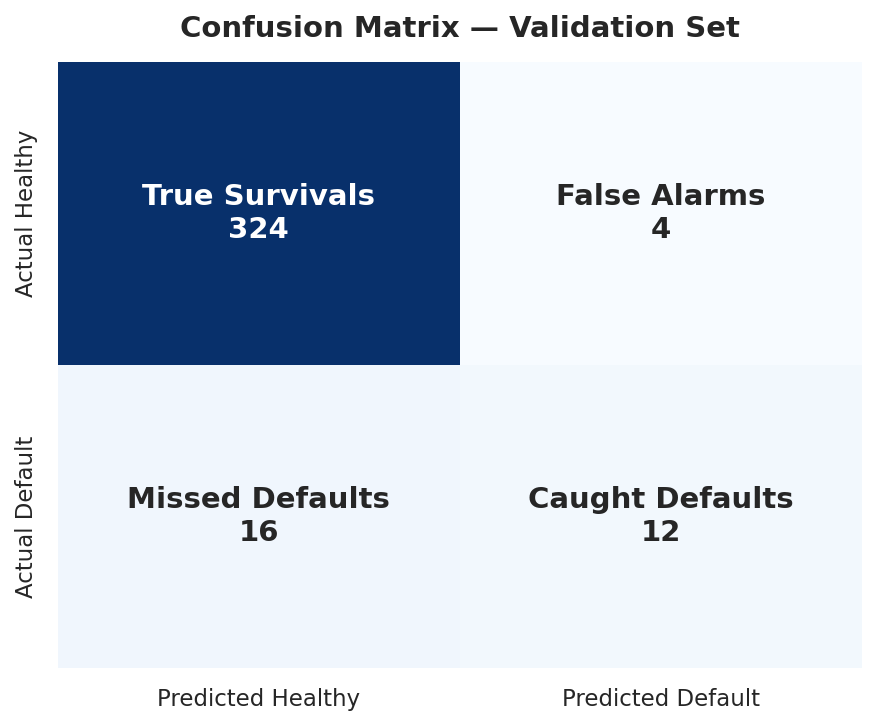 Confusion Matrix — Validation Set
Actual Healthy
True Survivals
324
False Alarms
4
Actual Default
Missed Defaults
16
Caught Defaults
12
Predicted Healthy
Predicted Default